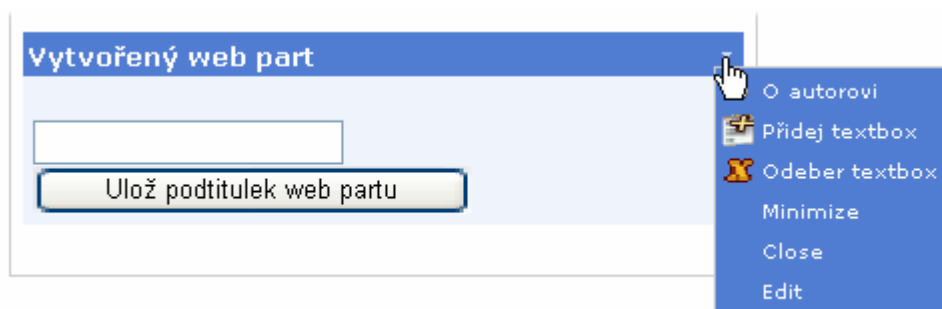 Vytvořený web part
O autorovi
Přidej textbox
Ulož podtitulek web partu
Odeber textbox
Minimize
Close
Edit